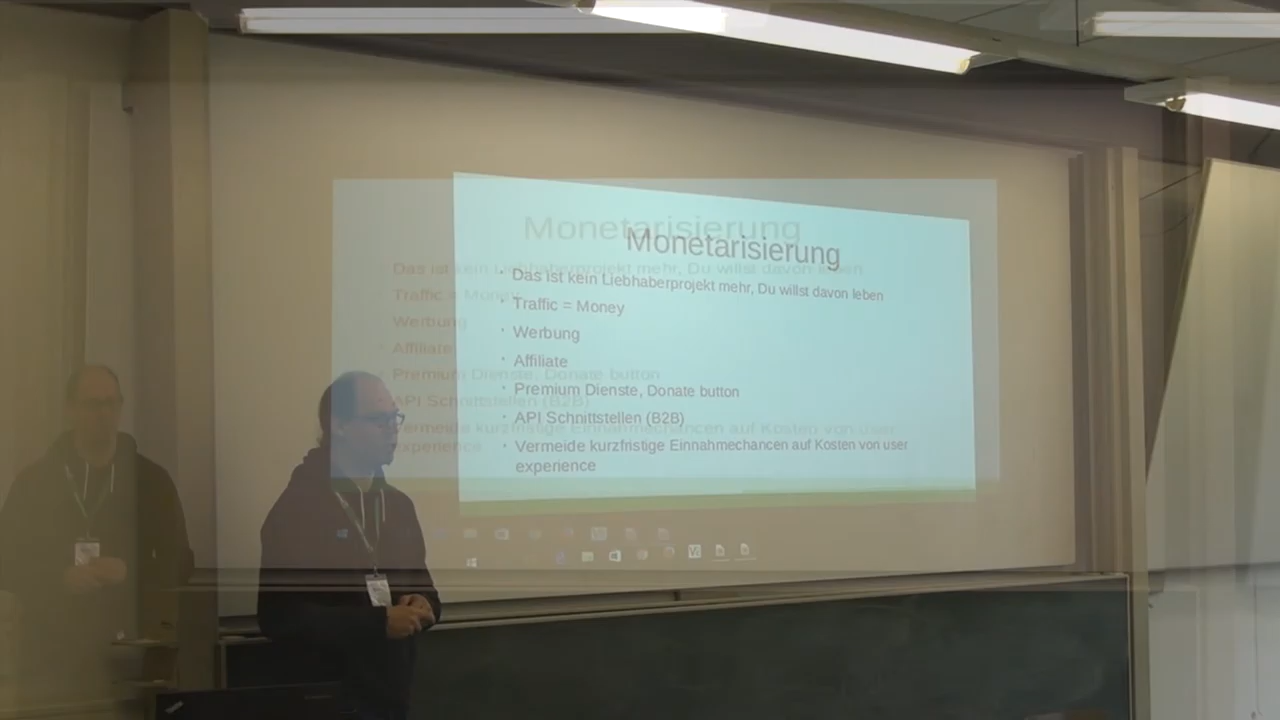 Monetarisierung
Das ist kein Liebhaberprojekt mehr, Du willst davon leben
Traffic = Money
Werbung
Affiliate
Premium Dienste, Donate button
API Schnittstellen (B2B)
Vermeide kurzfristige Einnahmechancen auf Kosten von user
experience